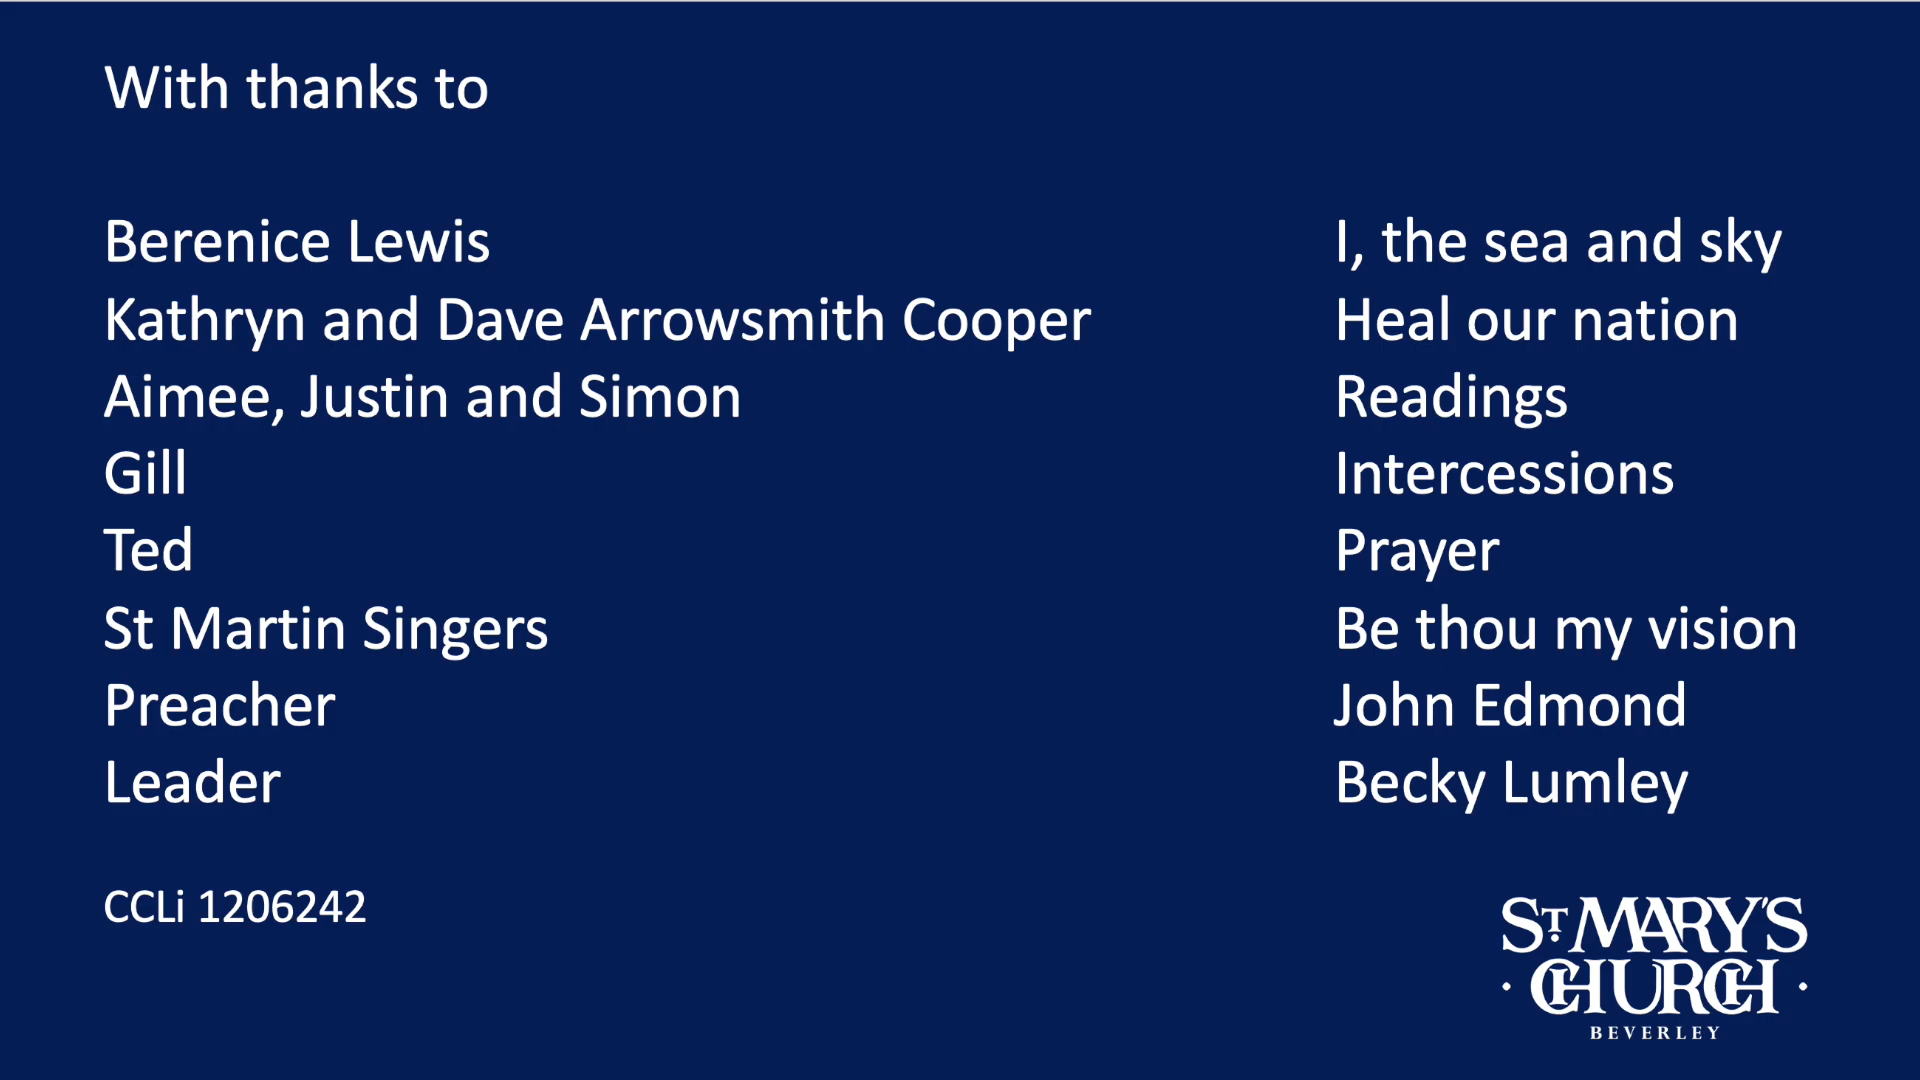 With thanks to
Berenice Lewis I, the sea and sky
Kathryn and Dave Arrowsmith Cooper Heal our nation
Aimee, Justin and Simon Readings
Gill Intercessions
Ted Prayer
St Martin Singers Be thou my vision
Preacher John Edmond
Leader Becky Lumley
CCLi 1206242
ST. MARY'S
· CHURCH ·
BEVERLEY